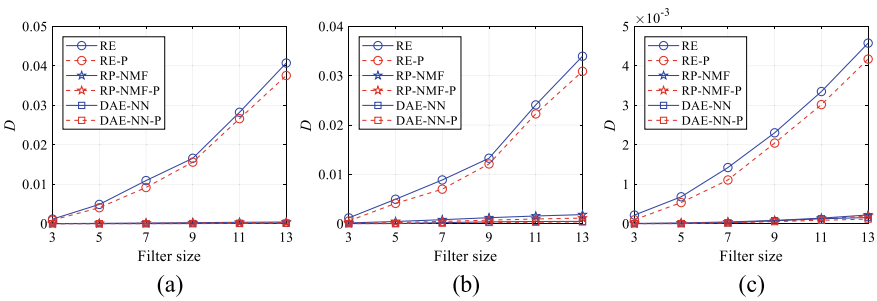 0.05
0.04
0.03
0.02
0.01
0
D
RE
RE-P
RP-NMF
RP-NMF-P
DAE-NN
DAE-NN-P
3 5 7 9 11 13
Filter size
(a)
0.04
0.03
0.02
0.01
0
D
RE
RE-P
RP-NMF
RP-NMF-P
DAE-NN
DAE-NN-P
3 5 7 9 11 13
Filter size
(b)
×10⁻³
5
4
3
2
1
0
D
RE
RE-P
RP-NMF
RP-NMF-P
DAE-NN
DAE-NN-P
3 5 7 9 11 13
Filter size
(c)